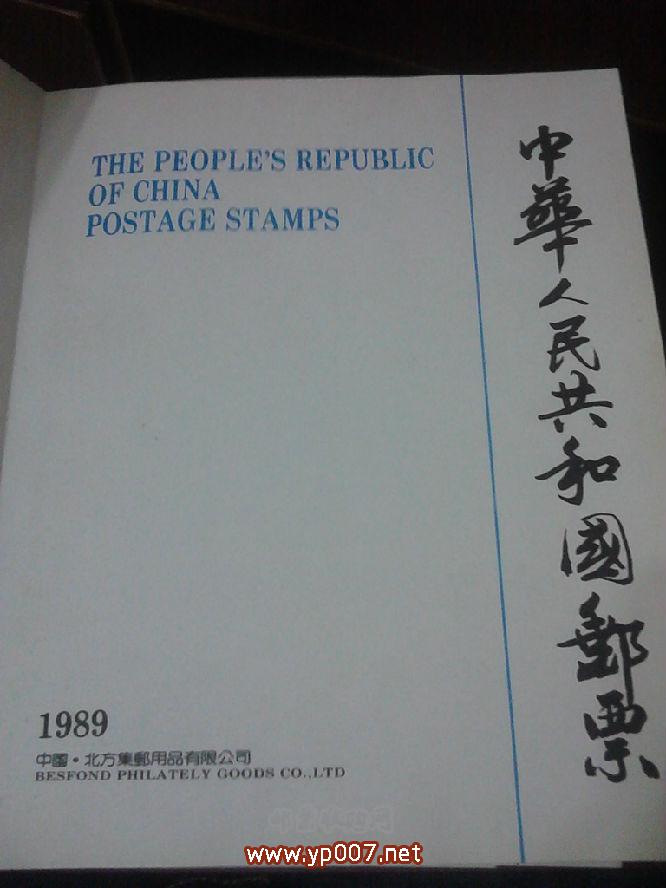 THE PEOPLE'S REPUBLIC
OF CHINA
POSTAGE STAMPS
中華人民共和國郵票
1989
中國・北方集郵用品有限公司
BESFOND PHILATELY GOODS CO.,LTD
www.yp007.net